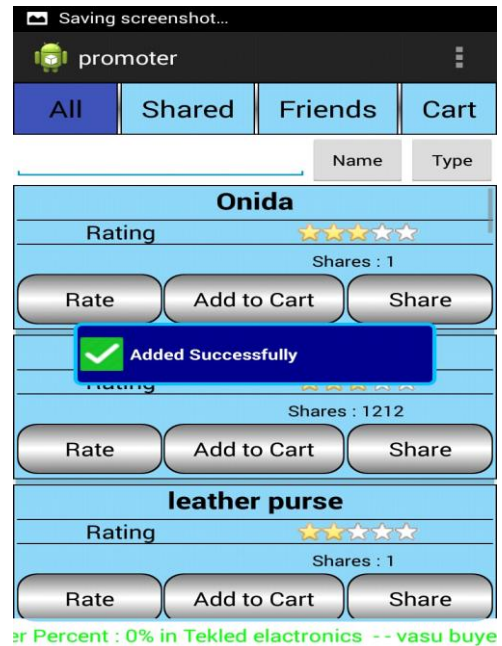 Saving screenshot...
promoter
All Shared Friends Cart
Name Type
Onida
Rating
Shares : 1
Rate Add to Cart Share
Added Successfully
Rating
Shares : 1212
Rate Add to Cart Share
leather purse
Rating
Shares : 1
Rate Add to Cart Share
er Percent : 0% in Tekled elactronics -- vasu buye